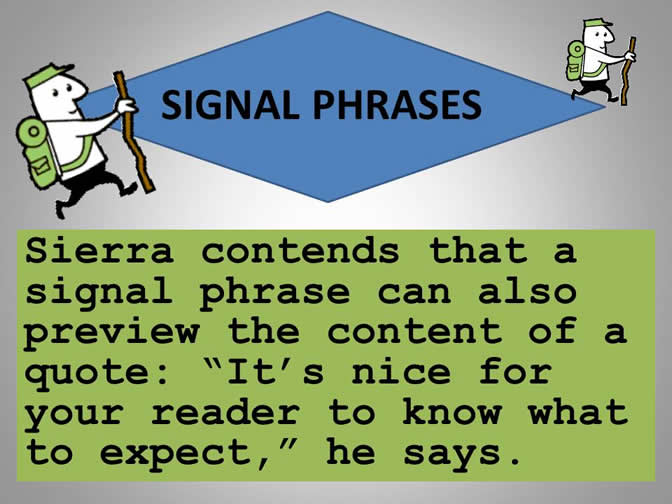 SIGNAL PHRASES
Sierra contends that a
signal phrase can also
preview the content of a
quote: “It’s nice for
your reader to know what
to expect,” he says.